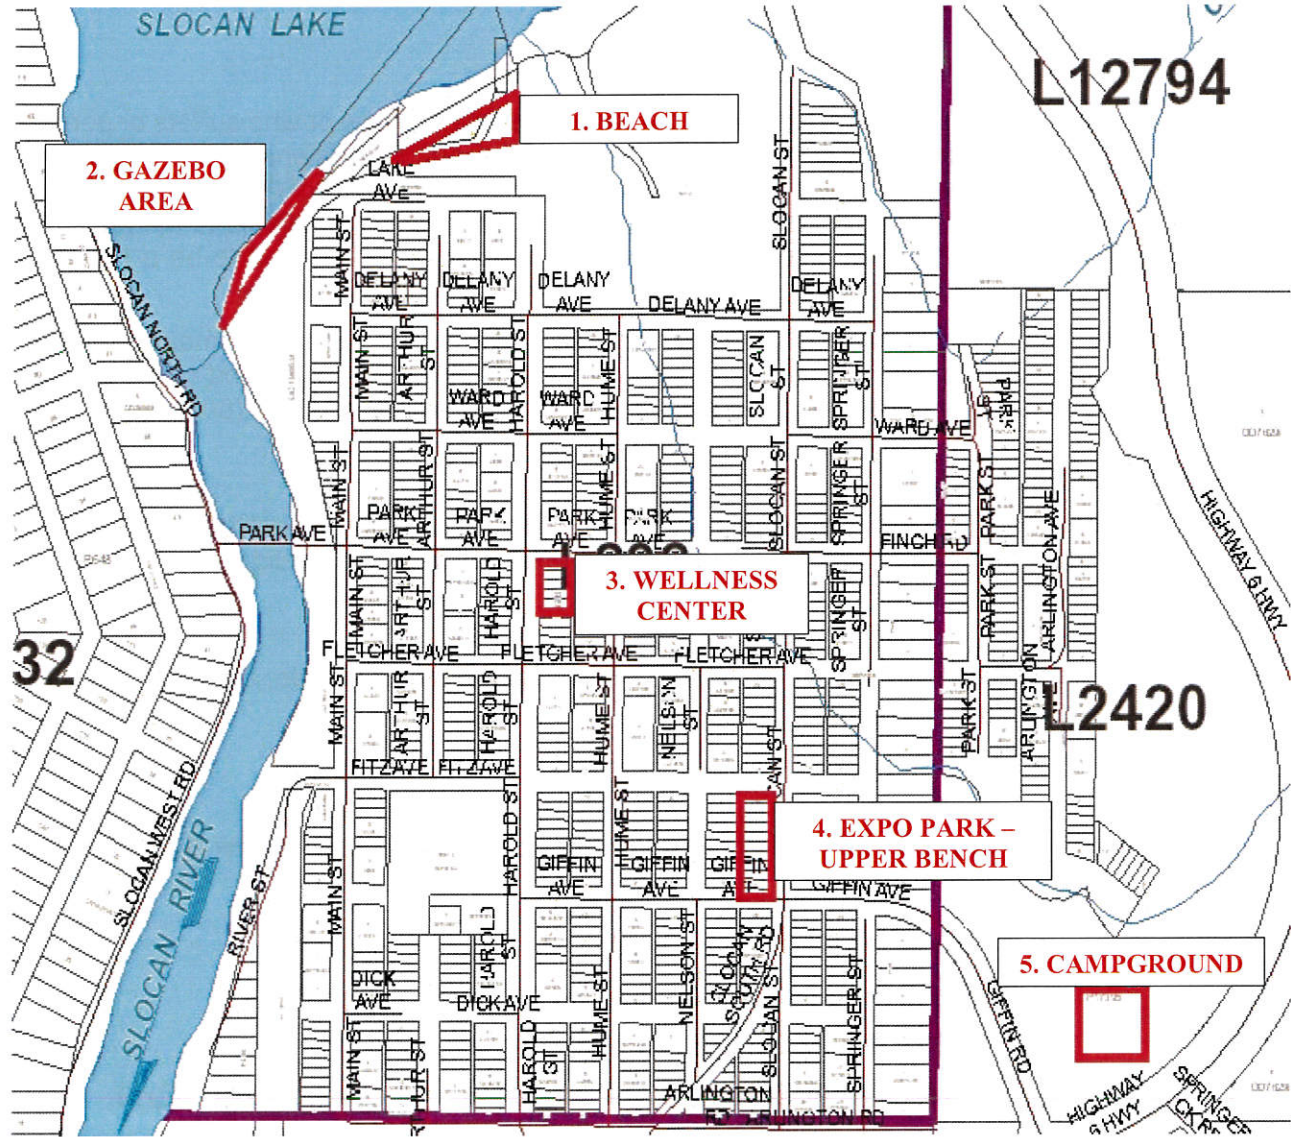 SLOCAN LAKE
L12794
1. BEACH
2. GAZEBO
AREA
LAKE
AVE
SLOCAN ST
MAIN ST
SLOCAN NORTH RD
DELANY
AVE
DELANY
AVE
DELANY
AVE
DELANY AVE
DELANY
AVE
MAIN ST
ARTHUR
ST
HAROLD ST
HUME ST
SLOCAN
ST
SPRINGER
ST
WARD
AVE
WARD
AVE
WARD AVE
PARK
ST
MAIN ST
ARTHUR ST
HUME ST
SLOCAN ST
SPRINGER
ST
PARK ST
ARLINGTON AVE
HIGHWAY 6 HWY
PARK AVE
PARK
AVE
PARK
AVE
PARK
AVE
PARK
FINCH RD
3. WELLNESS
CENTER
MAIN ST
ARTHUR
ST
HAROLD
ST
SPRINGER
ST
PARK ST
32
FLETCHER AVE
FLETCHER AVE
FLETCHER AVE
MAIN ST
ARTHUR
ST
HAROLD
ST
HUME ST
NELSON
ST
PARK ST
ARLINGTON
AVE
L2420
FITZ AVE
FITZ AVE
CAN ST
SLOCAN WEST RD
SLOCAN RIVER
RIVER ST
MAIN ST
HAROLD ST
HUME ST
4. EXPO PARK –
UPPER BENCH
GIFFIN
AVE
GIFFIN
AVE
GIFFIN
AVE
GIFFIN AVE
HAROLD
ST
NELSON ST
SLOCAN
SOUTH RD
5. CAMPGROUND
DICK
AVE
DICK AVE
GIFFIN RD
MAIN ST
THUR ST
HAROLD
ST
HUME ST
SLOCAN ST
SPRINGER ST
ARLINGTON
ARLINGTON RD
HIGHWAY
6 HWY
SPRINGER
CK RD